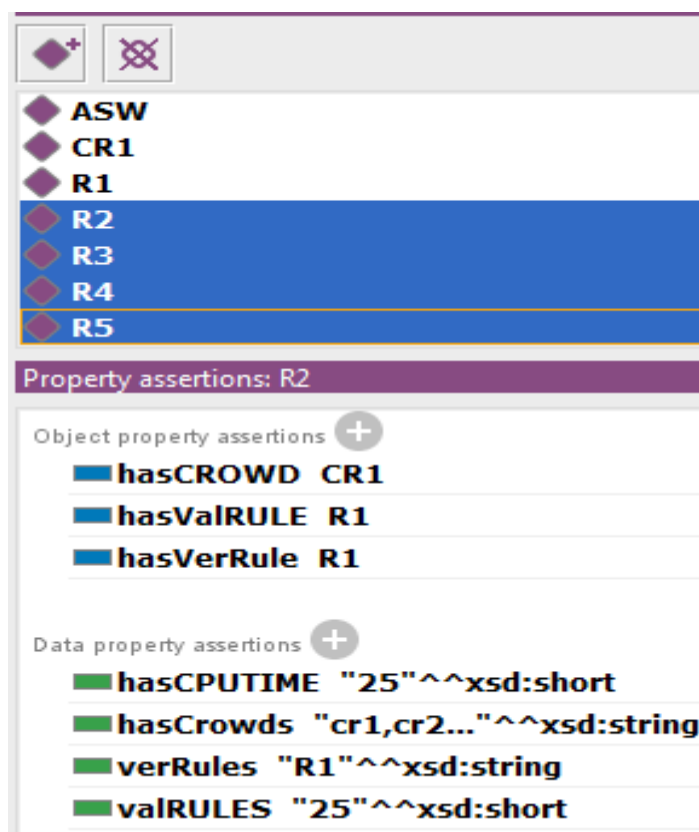 ASW
CR1
R1
R2
R3
R4
R5
Property assertions: R2
Object property assertions
hasCROWD CR1
hasValRULE R1
hasVerRule R1
Data property assertions
hasCPUTIME "25"^^xsd:short
hasCrowds "cr1,cr2..."^^xsd:string
verRules "R1"^^xsd:string
valRULES "25"^^xsd:short